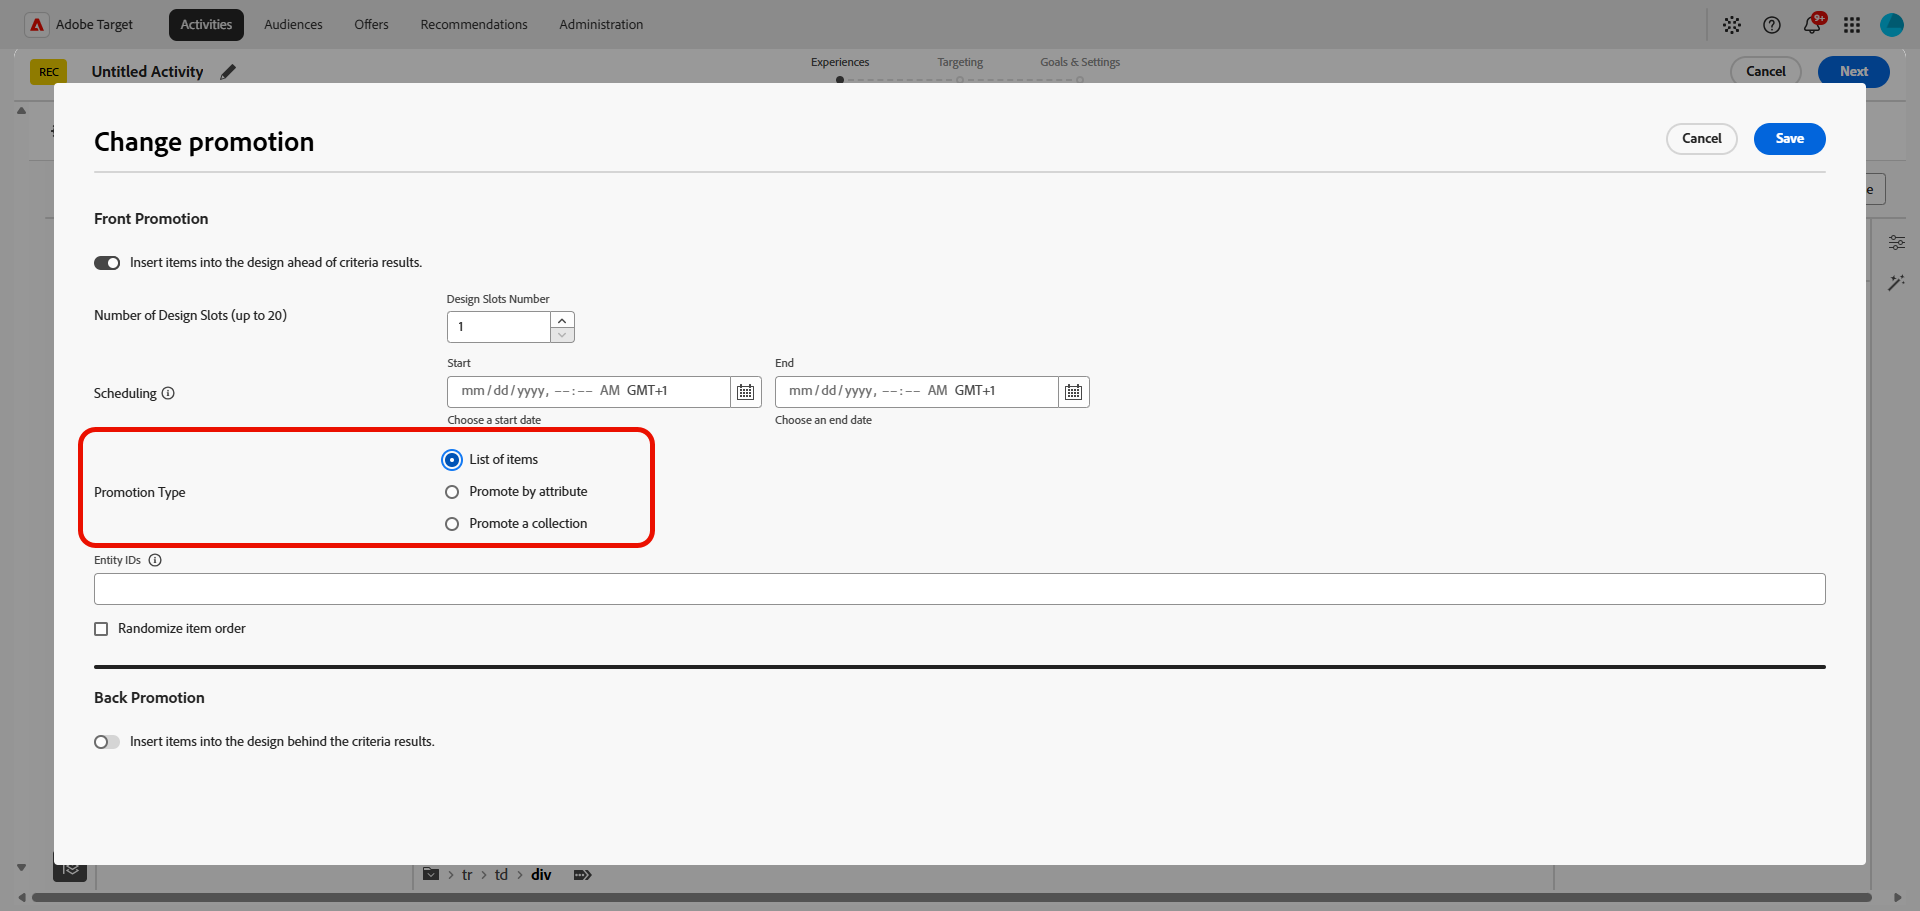 Adobe Target
Activities
Audiences
Offers
Recommendations
Administration
9+
REC
Untitled Activity
Experiences
Targeting
Goals & Settings
Cancel
Next
Change promotion
Cancel
Save
e
Front Promotion
Insert items into the design ahead of criteria results.
Design Slots Number
Number of Design Slots (up to 20)
1
Start
End
Scheduling
mm/dd/yyyy, --:-- AM GMT+1
mm/dd/yyyy, --:-- AM GMT+1
Choose a start date
Choose an end date
Promotion Type
List of items
Promote by attribute
Promote a collection
Entity IDs
Randomize item order
Back Promotion
Insert items into the design behind the criteria results.
> tr > td > div